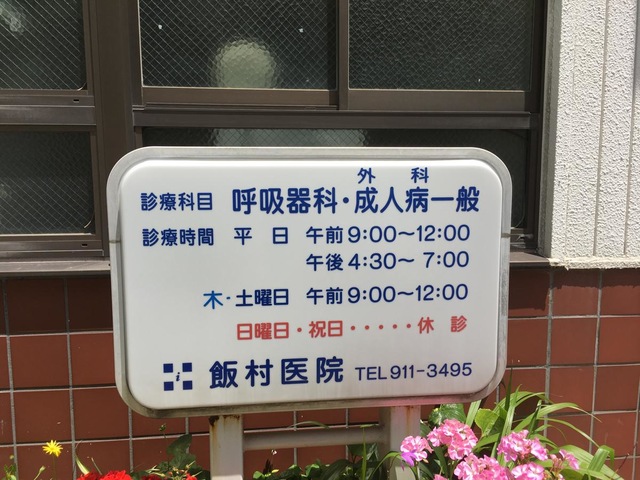 外科
診療科目 呼吸器科・成人病一般
診療時間 平日 午前9:00〜12:00
午後4:30〜7:00
木・土曜日 午前9:00〜12:00
日曜日・祝日・・・・・休診
i 飯村医院 TEL 911-3495